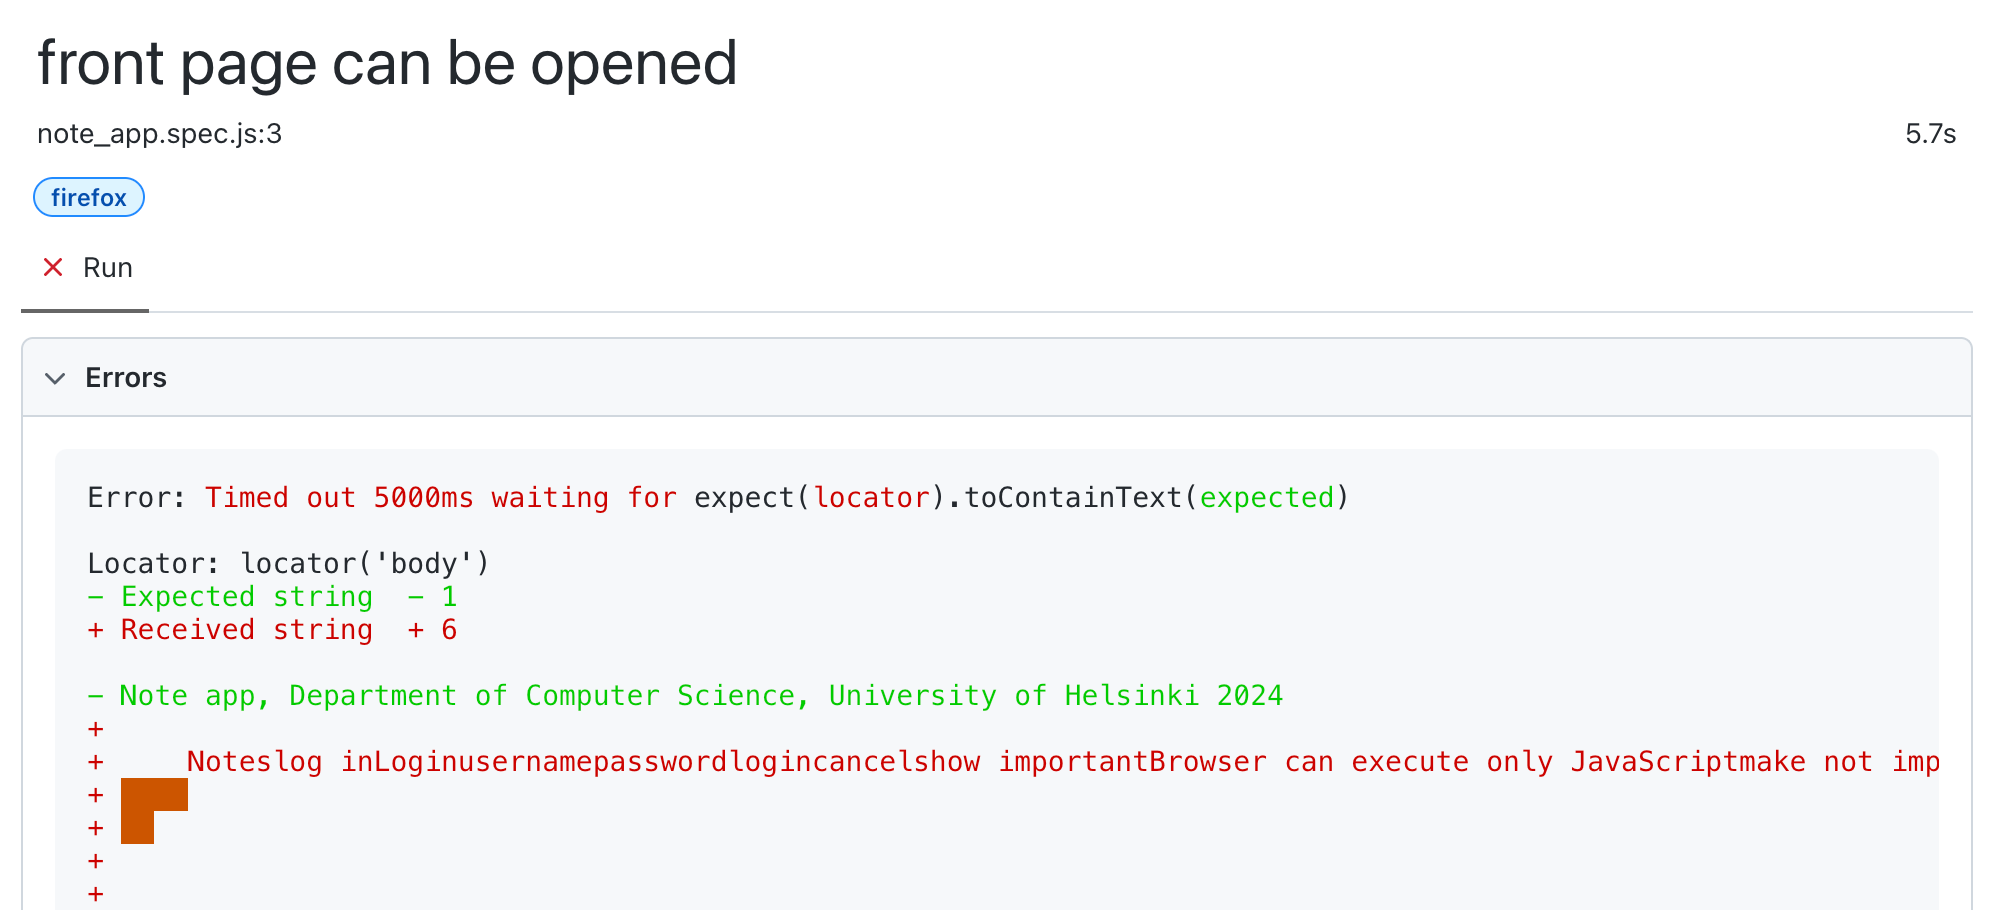 front page can be opened
note_app.spec.js:3 5.7s
firefox
✕ Run
Errors
Error: Timed out 5000ms waiting for expect(locator).toContainText(expected)
Locator: locator('body')
- Expected string  - 1
+ Received string  + 6
- Note app, Department of Computer Science, University of Helsinki 2024
+
+     Noteslog inLoginusernamepasswordlogincancelshow importantBrowser can execute only JavaScriptmake not imp
+
+
+
+